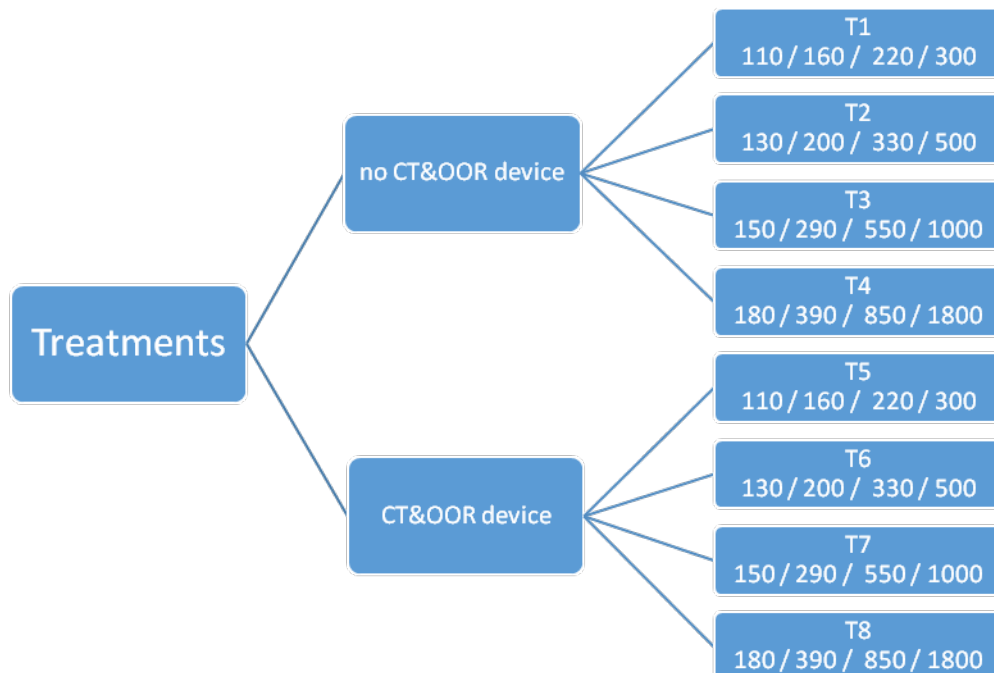 Treatments
no CT&OOR device
T1
110 / 160 / 220 / 300
T2
130 / 200 / 330 / 500
T3
150 / 290 / 550 / 1000
T4
180 / 390 / 850 / 1800
CT&OOR device
T5
110 / 160 / 220 / 300
T6
130 / 200 / 330 / 500
T7
150 / 290 / 550 / 1000
T8
180 / 390 / 850 / 1800